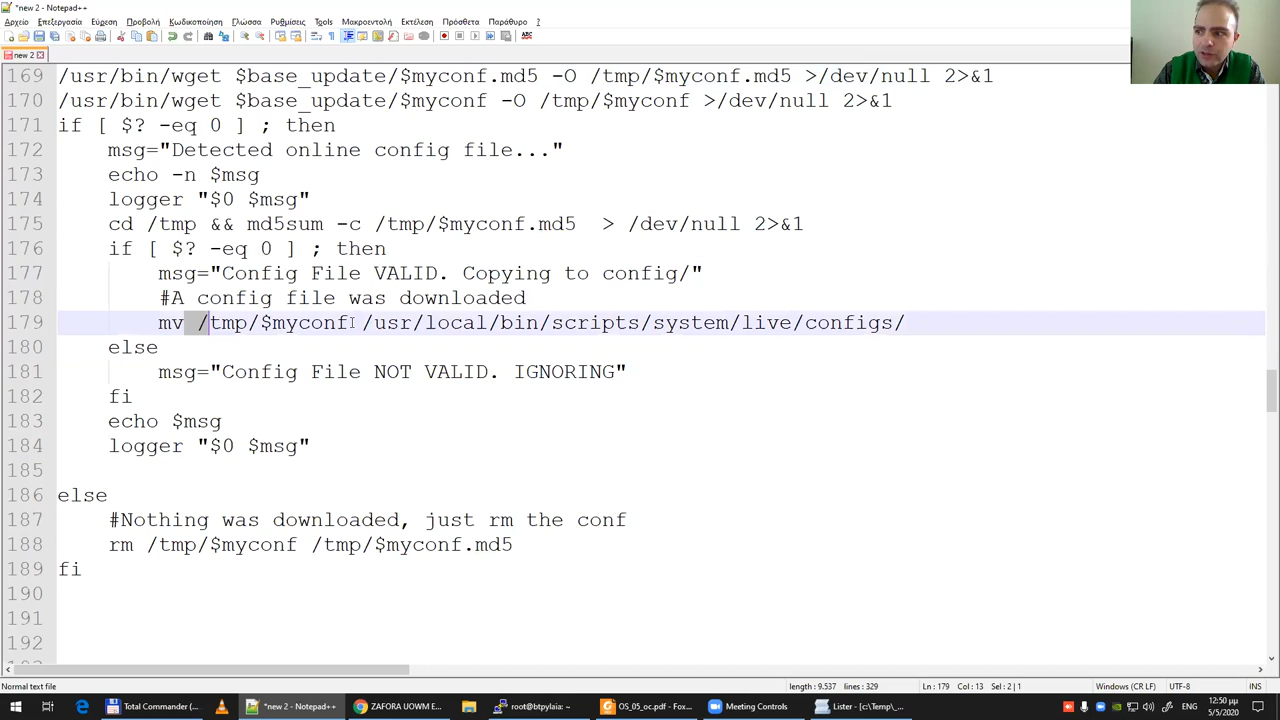 *new 2 - Notepad++
Αρχείο Επεξεργασία Εύρεση Προβολή Κωδικοποίηση Γλώσσα Ρυθμίσεις Tools Μακροεντολή Εκτέλεση Πρόσθετα Παράθυρο ?
new 2
169 /usr/bin/wget $base_update/$myconf.md5 -O /tmp/$myconf.md5 >/dev/null 2>&1
170 /usr/bin/wget $base_update/$myconf -O /tmp/$myconf >/dev/null 2>&1
171 if [ $? -eq 0 ] ; then
172 msg="Detected online config file..."
173 echo -n $msg
174 logger "$0 $msg"
175 cd /tmp && md5sum -c /tmp/$myconf.md5 > /dev/null 2>&1
176 if [ $? -eq 0 ] ; then
177 msg="Config File VALID. Copying to config/"
178 #A config file was downloaded
179 mv /tmp/$myconf /usr/local/bin/scripts/system/live/configs/
180 else
181 msg="Config File NOT VALID. IGNORING"
182 fi
183 echo $msg
184 logger "$0 $msg"
185
186 else
187 #Nothing was downloaded, just rm the conf
188 rm /tmp/$myconf /tmp/$myconf.md5
189 fi
190
191
192
Normal text file length : 9.537 lines : 329 Ln : 179 Col : 13 Sel : 2 | 1 Windows (CR LF) UTF-8 INS
Total Commander (... *new 2 - Notepad++ ZAFORA UOWM E... root@btpylaia: ~ OS_05_oc.pdf - Fox... Meeting Controls Lister - [c:\Temp\_... ENG 12:50 μμ
5/5/2020